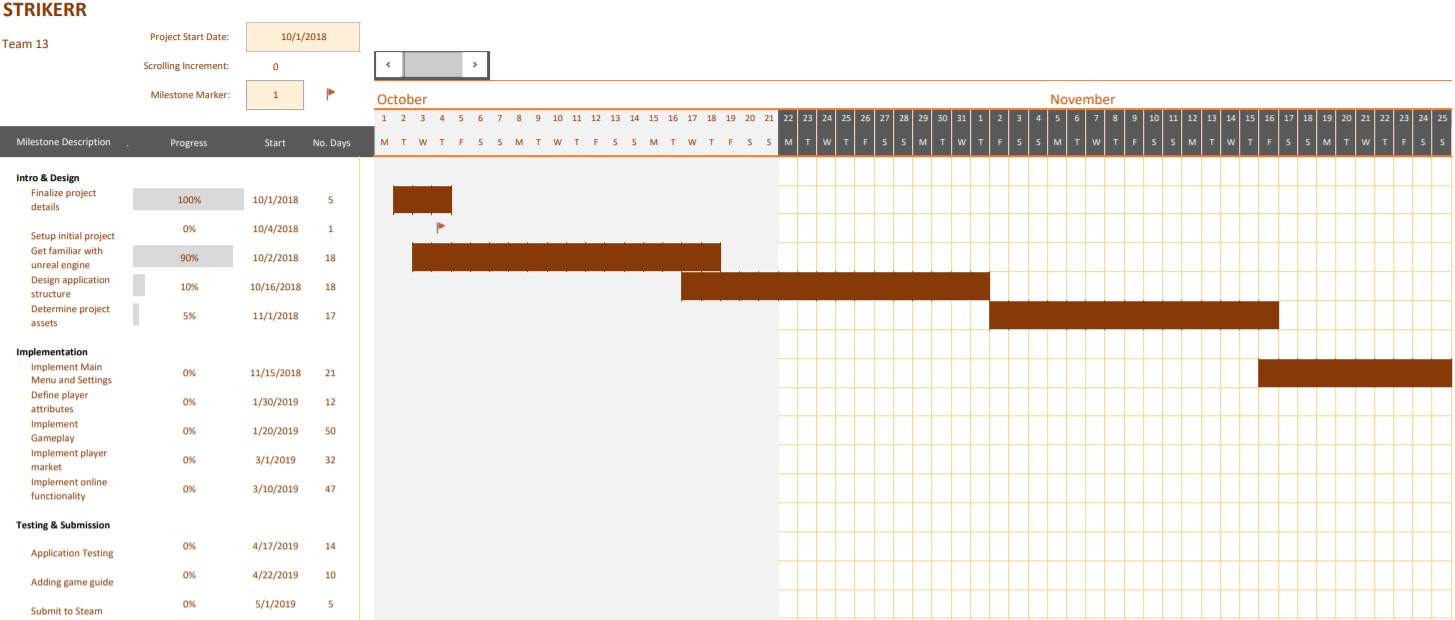 STRIKERR
Team 13
Project Start Date: 10/1/2018
Scrolling Increment: 0
Milestone Marker: 1
October November
1 2 3 4 5 6 7 8 9 10 11 12 13 14 15 16 17 18 19 20 21 22 23 24 25 26 27 28 29 30 31 1 2 3 4 5 6 7 8 9 10 11 12 13 14 15 16 17 18 19 20 21 22 23 24 25
Milestone Description . Progress Start No. Days M T W T F S S M T W T F S S M T W T F S S M T W T F S S M T W T F S S M T W T F S S M T W T F S S M T W T F S S
Intro & Design
Finalize project
details 100% 10/1/2018 5
Setup initial project 0% 10/4/2018 1
Get familiar with
unreal engine 90% 10/2/2018 18
Design application
structure 10% 10/16/2018 18
Determine project
assets 5% 11/1/2018 17
Implementation
Implement Main
Menu and Settings 0% 11/15/2018 21
Define player
attributes 0% 1/30/2019 12
Implement
Gameplay 0% 1/20/2019 50
Implement player
market 0% 3/1/2019 32
Implement online
functionality 0% 3/10/2019 47
Testing & Submission
Application Testing 0% 4/17/2019 14
Adding game guide 0% 4/22/2019 10
Submit to Steam 0% 5/1/2019 5